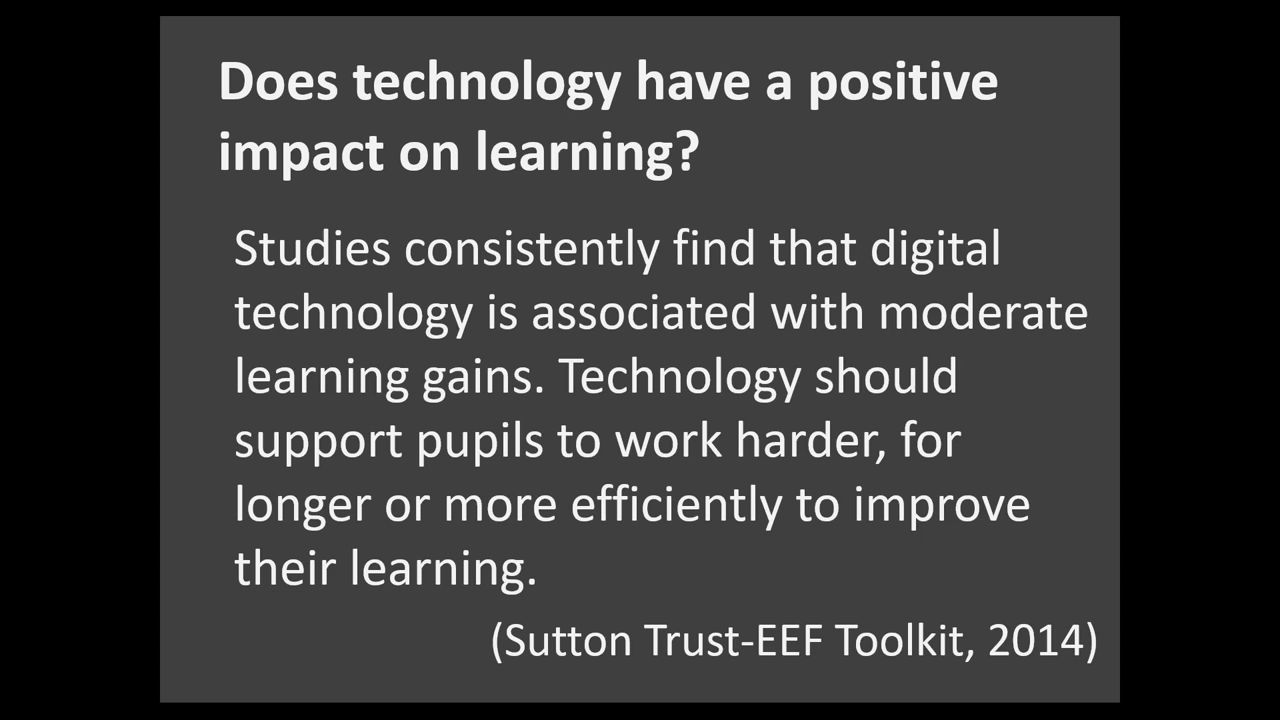 Does technology have a positive
impact on learning?
Studies consistently find that digital
technology is associated with moderate
learning gains. Technology should
support pupils to work harder, for
longer or more efficiently to improve
their learning.
(Sutton Trust-EEF Toolkit, 2014)